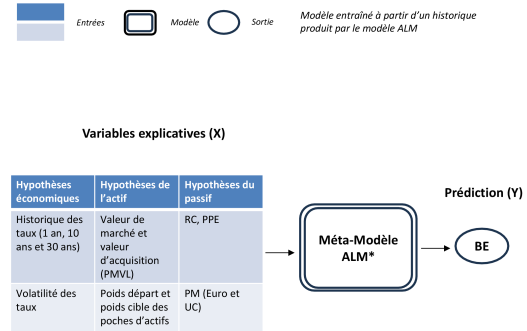 Entrées
Modèle
Sortie
Modèle entraîné à partir d'un historique
produit par le modèle ALM
Variables explicatives (X)
Hypothèses
économiques
Hypothèses de
l'actif
Hypothèses du
passif
Historique des
taux (1 an, 10
ans et 30 ans)
Valeur de
marché et
valeur
d'acquisition
(PMVL)
RC, PPE
Volatilité des
taux
Poids départ et
poids cible des
poches d'actifs
PM (Euro et
UC)
Méta-Modèle
ALM*
Prédiction (Y)
BE